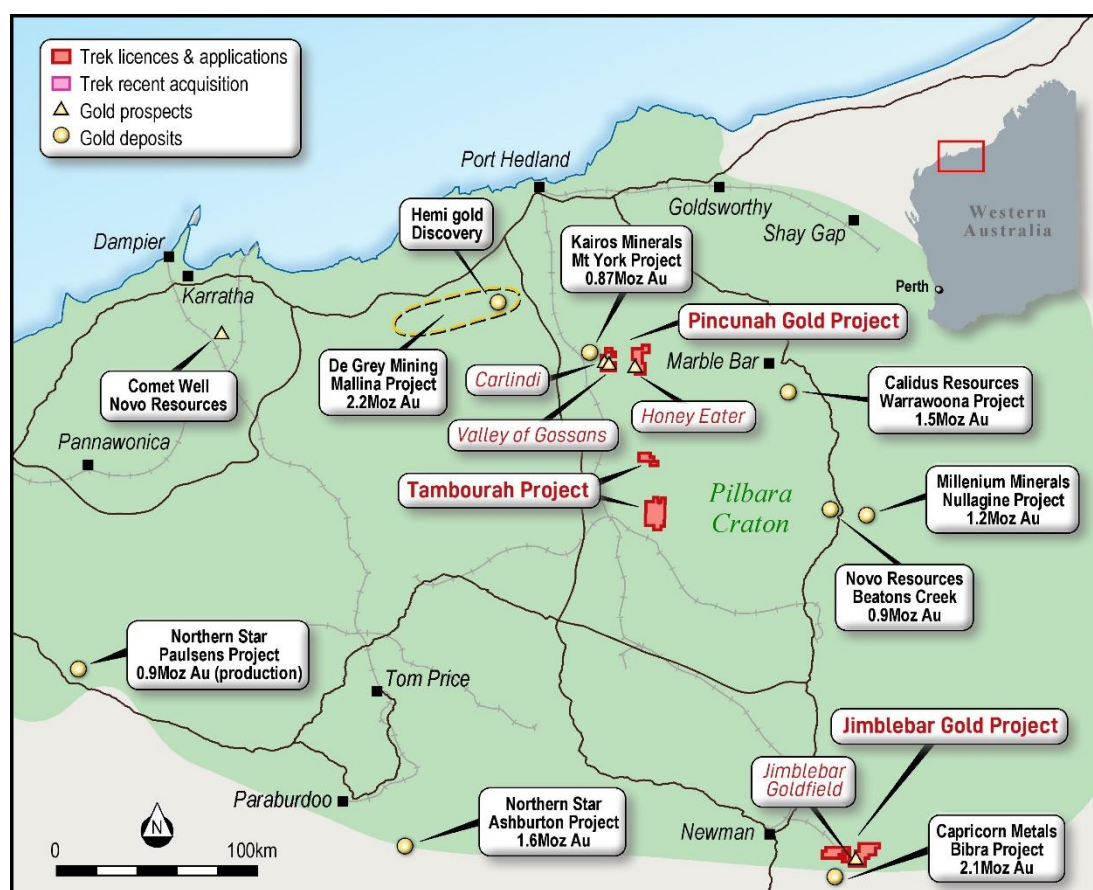 Trek licences & applications
Trek recent acquisition
Gold prospects
Gold deposits
Port Hedland
Goldsworthy
Shay Gap
Western
Australia
Perth
Dampier
Karratha
Hemi gold
Discovery
Kairos Minerals
Mt York Project
0.87Moz Au
Pincunah Gold Project
Marble Bar
Comet Well
Novo Resources
De Grey Mining
Mallina Project
2.2Moz Au
Carlindi
Honey Eater
Valley of Gossans
Calidus Resources
Warrawoona Project
1.5Moz Au
Pannawonica
Tambourah Project
Pilbara
Craton
Millenium Minerals
Nullagine Project
1.2Moz Au
Novo Resources
Beatons Creek
0.9Moz Au
Northern Star
Paulsens Project
0.9Moz Au (production)
Tom Price
Jimblebar Gold Project
Jimblebar
Goldfield
Paraburdoo
Northern Star
Ashburton Project
1.6Moz Au
Newman
Capricorn Metals
Bibra Project
2.1Moz Au
N
0
100km